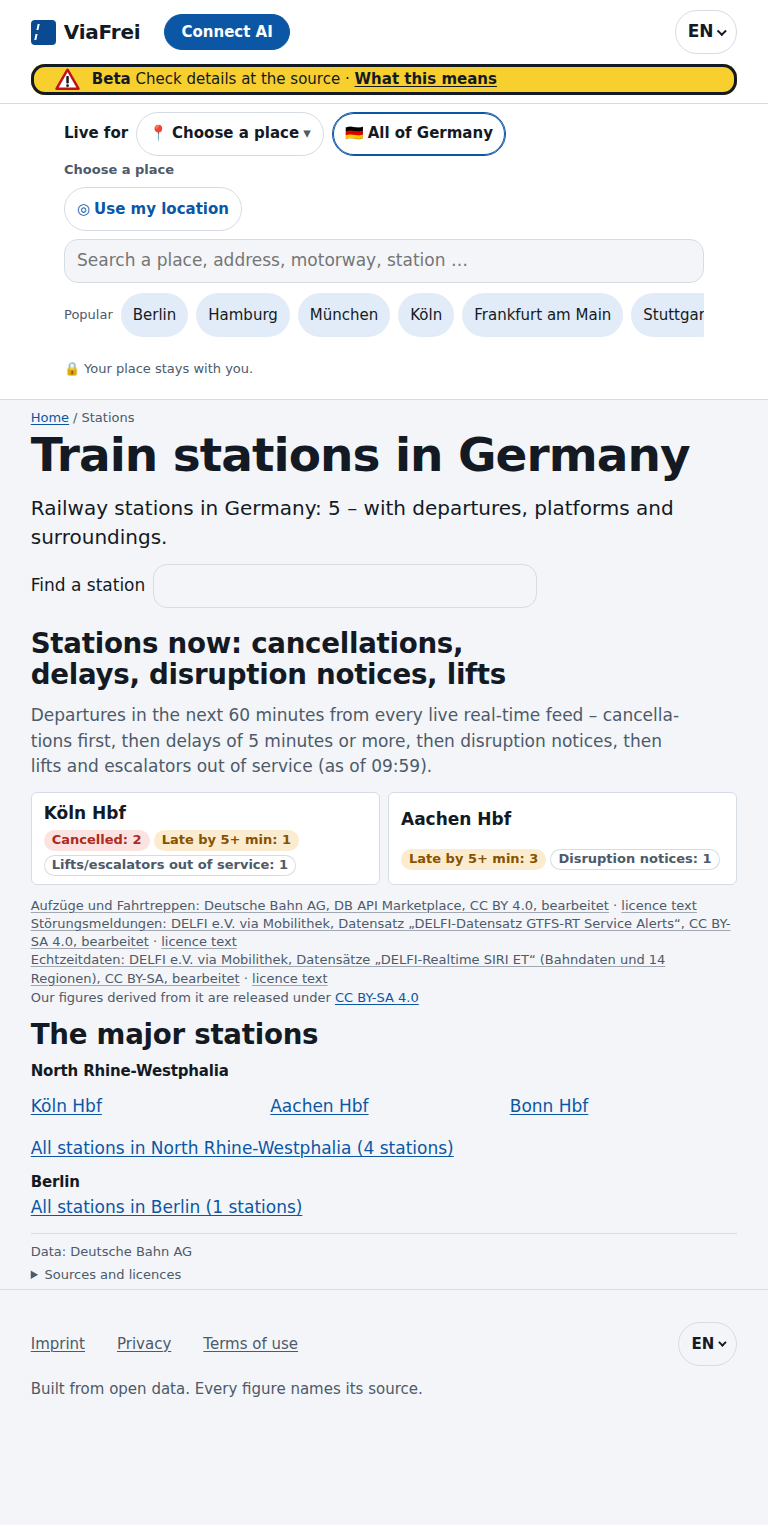 ViaFrei
Connect AI
EN
Beta Check details at the source · What this means
Live for
📍 Choose a place ▾
🇩🇪 All of Germany
Choose a place
◎ Use my location
Search a place, address, motorway, station …
Popular
Berlin
Hamburg
München
Köln
Frankfurt am Main
Stuttgar
🔒 Your place stays with you.
Home / Stations
Train stations in Germany
Railway stations in Germany: 5 – with departures, platforms and
surroundings.
Find a station
Stations now: cancellations,
delays, disruption notices, lifts
Departures in the next 60 minutes from every live real-time feed – cancella-
tions first, then delays of 5 minutes or more, then disruption notices, then
lifts and escalators out of service (as of 09:59).
Köln Hbf
Cancelled: 2 Late by 5+ min: 1
Lifts/escalators out of service: 1
Aachen Hbf
Late by 5+ min: 3 Disruption notices: 1
Aufzüge und Fahrtreppen: Deutsche Bahn AG, DB API Marketplace, CC BY 4.0, bearbeitet · licence text
Störungsmeldungen: DELFI e.V. via Mobilithek, Datensatz „DELFI-Datensatz GTFS-RT Service Alerts“, CC BY-
SA 4.0, bearbeitet · licence text
Echtzeitdaten: DELFI e.V. via Mobilithek, Datensätze „DELFI-Realtime SIRI ET“ (Bahndaten und 14
Regionen), CC BY-SA, bearbeitet · licence text
Our figures derived from it are released under CC BY-SA 4.0
The major stations
North Rhine-Westphalia
Köln Hbf
Aachen Hbf
Bonn Hbf
All stations in North Rhine-Westphalia (4 stations)
Berlin
All stations in Berlin (1 stations)
Data: Deutsche Bahn AG
▶ Sources and licences
Imprint
Privacy
Terms of use
EN
Built from open data. Every figure names its source.